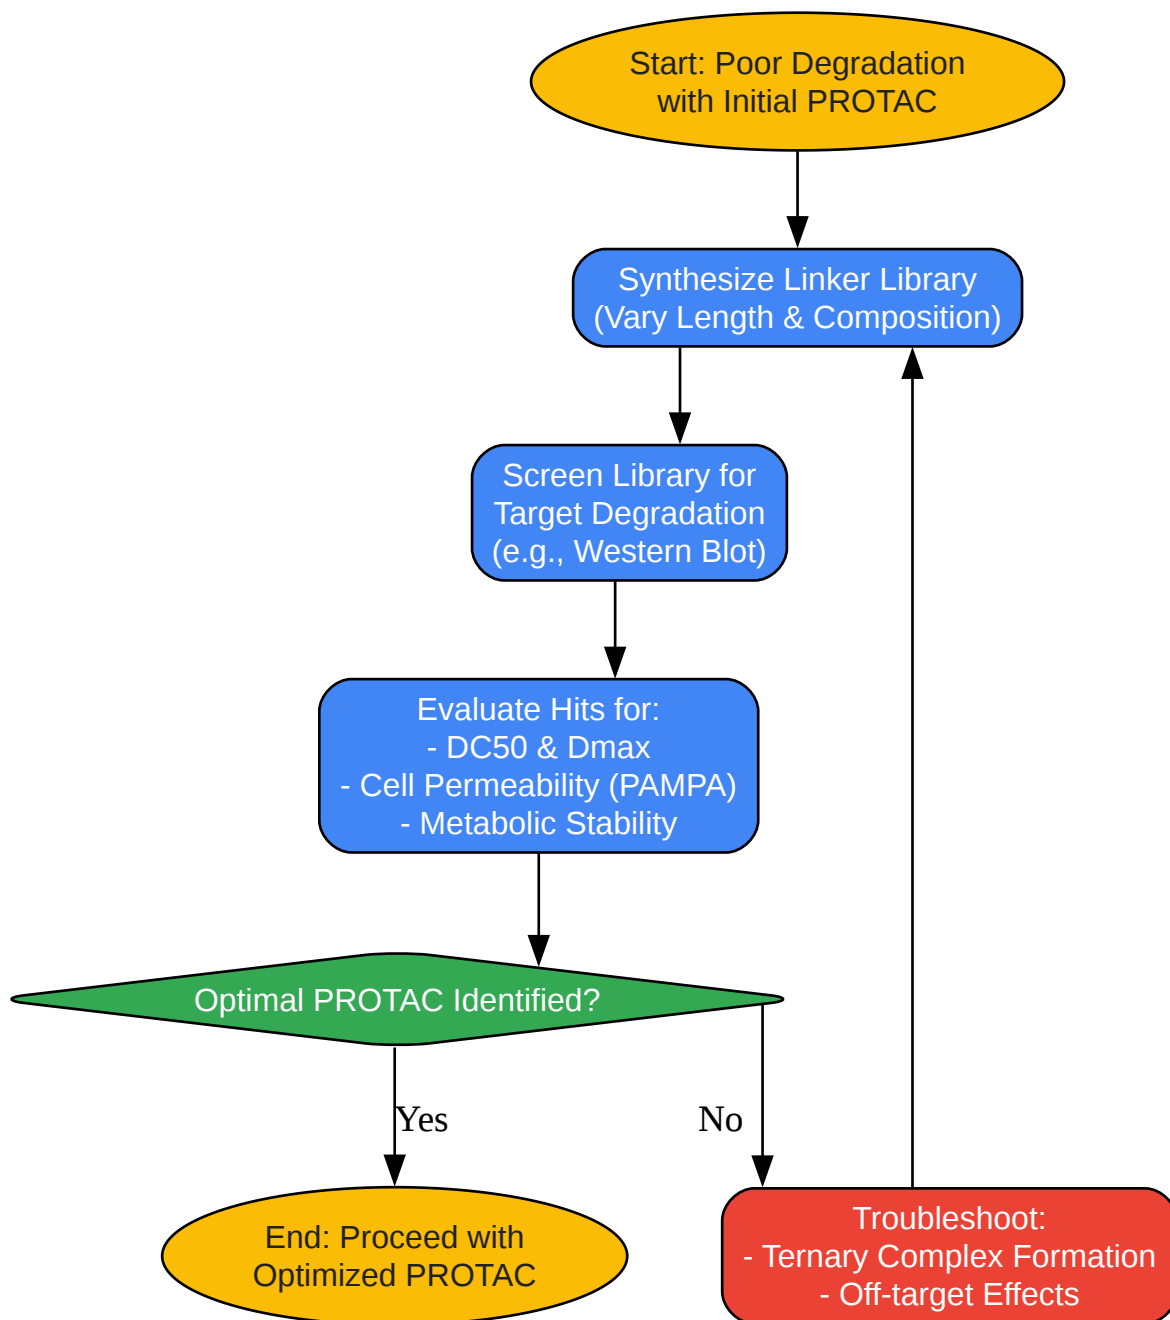 Start: Poor Degradation
with Initial PROTAC
Synthesize Linker Library
(Vary Length & Composition)
Screen Library for
Target Degradation
(e.g., Western Blot)
Evaluate Hits for:
- DC50 & Dmax
- Cell Permeability (PAMPA)
- Metabolic Stability
Optimal PROTAC Identified?
Yes
No
End: Proceed with
Optimized PROTAC
Troubleshoot:
- Ternary Complex Formation
- Off-target Effects